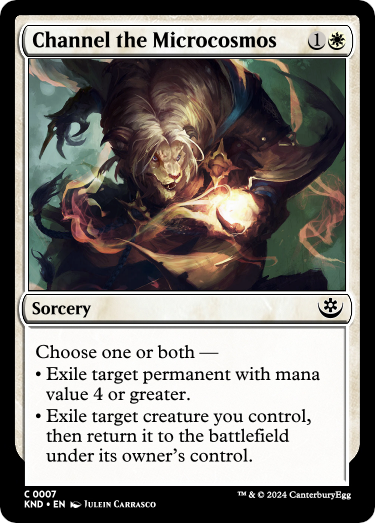 Channel the Microcosmos 1
Sorcery
Choose one or both —
• Exile target permanent with mana
value 4 or greater.
• Exile target creature you control,
then return it to the battlefield
under its owner's control.
C 0007
KND • EN Julein Carrasco
™ & © 2024 CanterburyEgg